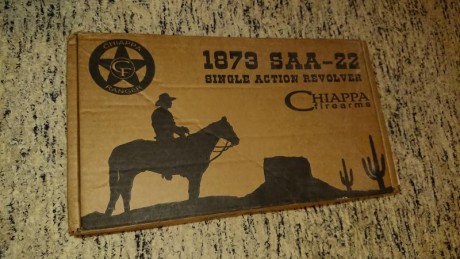 CHIAPPA
CF
RANGER
1873 SAA-22
SINGLE ACTION REVOLVER
CHIAPPA
firearms